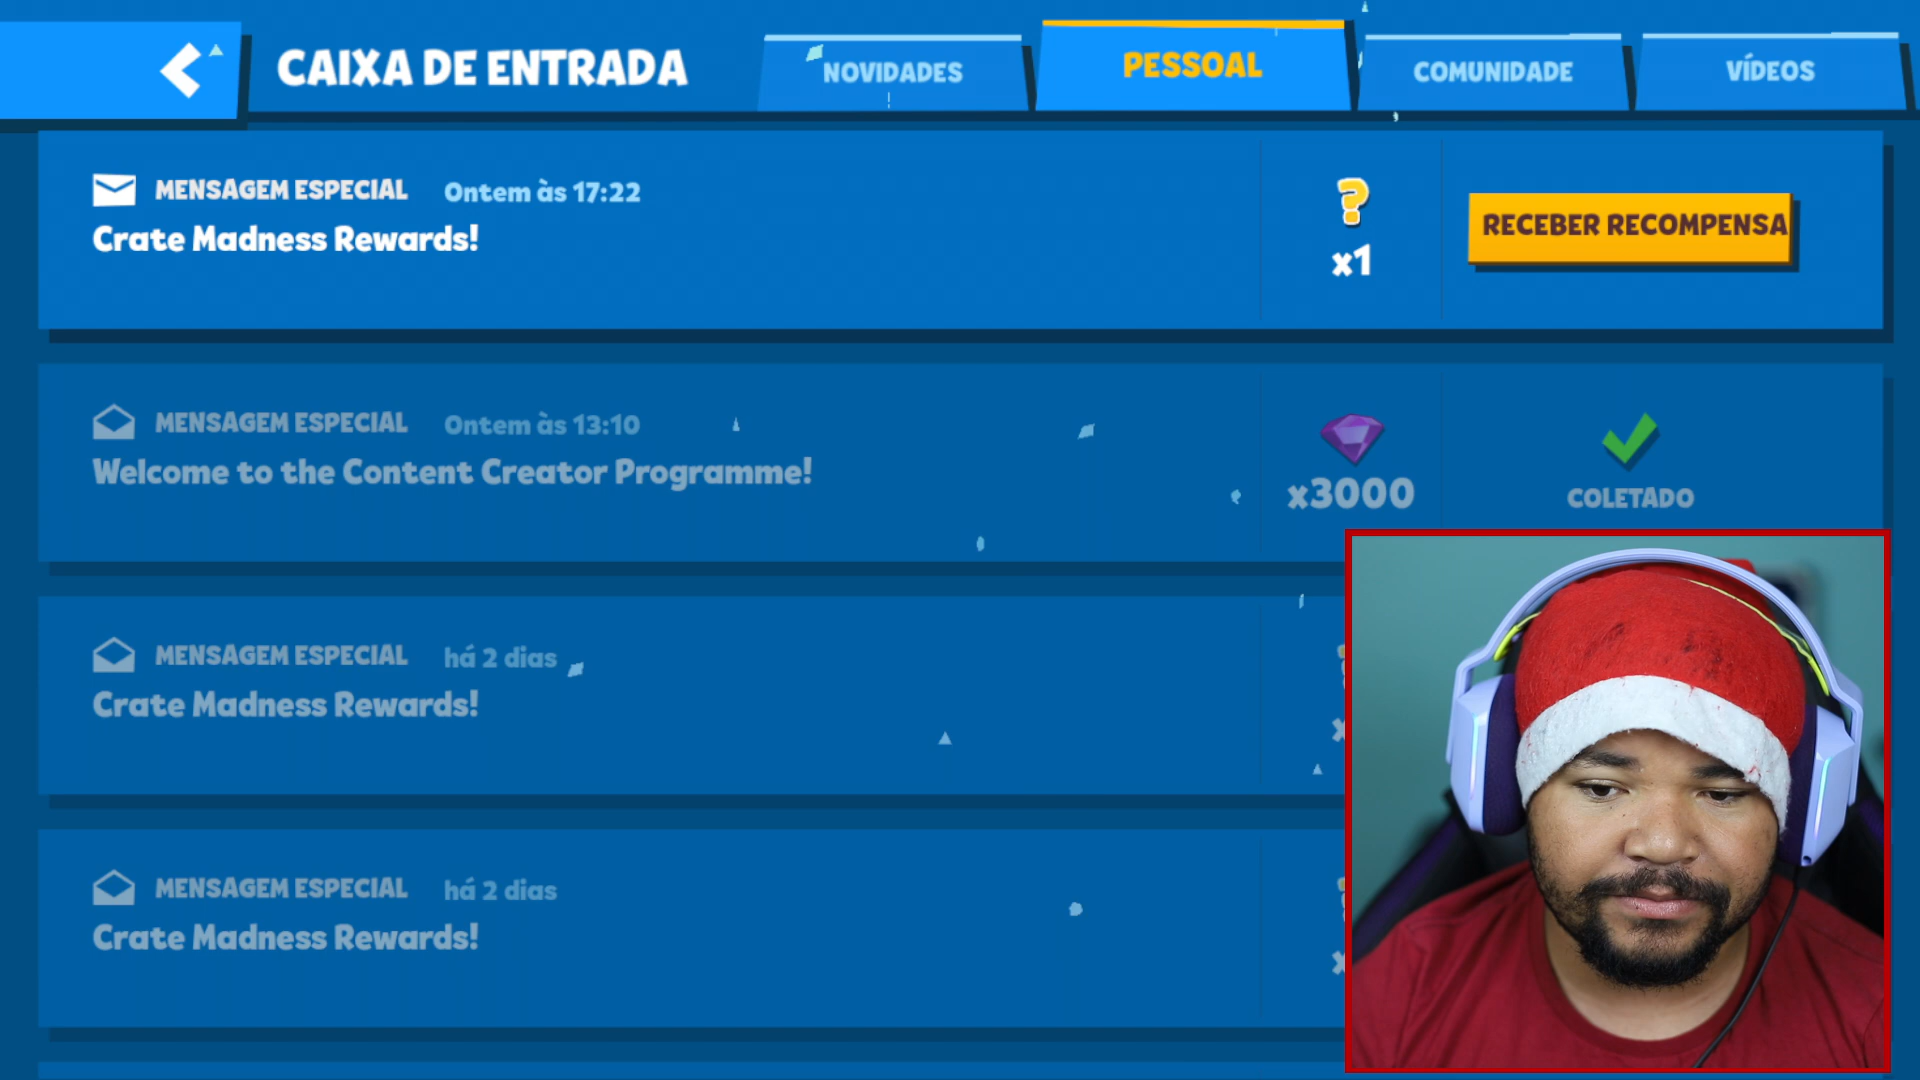 CAIXA DE ENTRADA
NOVIDADES
PESSOAL
COMUNIDADE
VÍDEOS
MENSAGEM ESPECIAL Ontem às 17:22
Crate Madness Rewards!
?
x1
RECEBER RECOMPENSA
MENSAGEM ESPECIAL Ontem às 13:10
Welcome to the Content Creator Programme!
x3000
COLETADO
MENSAGEM ESPECIAL há 2 dias
Crate Madness Rewards!
x
MENSAGEM ESPECIAL há 2 dias
Crate Madness Rewards!
x